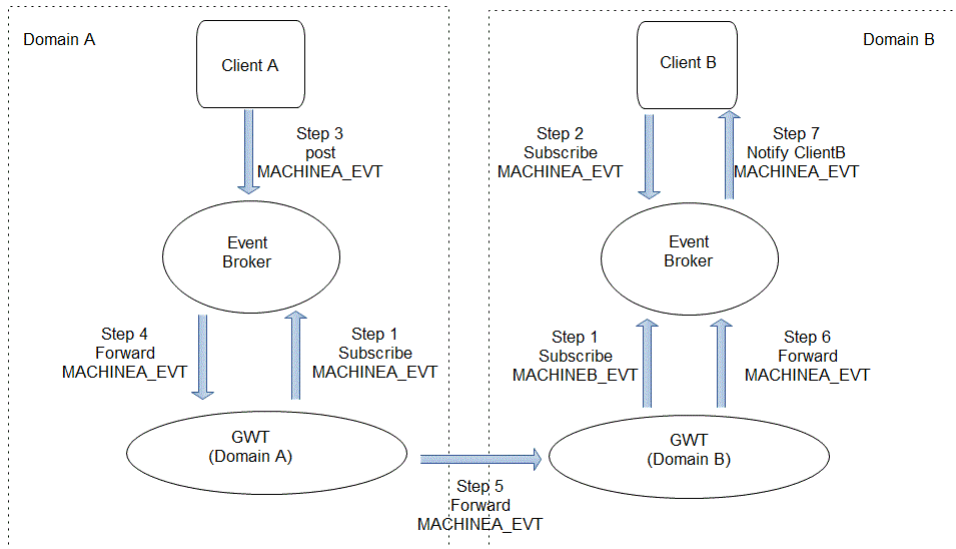 Domain A
Client A
Step 3
post
MACHINEA_EVT
Event
Broker
Step 4
Forward
MACHINEA_EVT
Step 1
Subscribe
MACHINEA_EVT
GWT
(Domain A)
Step 5
Forward
MACHINEA_EVT
Domain B
Client B
Step 2
Subscribe
MACHINEA_EVT
Step 7
Notify ClientB
MACHINEA_EVT
Event
Broker
Step 1
Subscribe
MACHINEB_EVT
Step 6
Forward
MACHINEA_EVT
GWT
(Domain B)